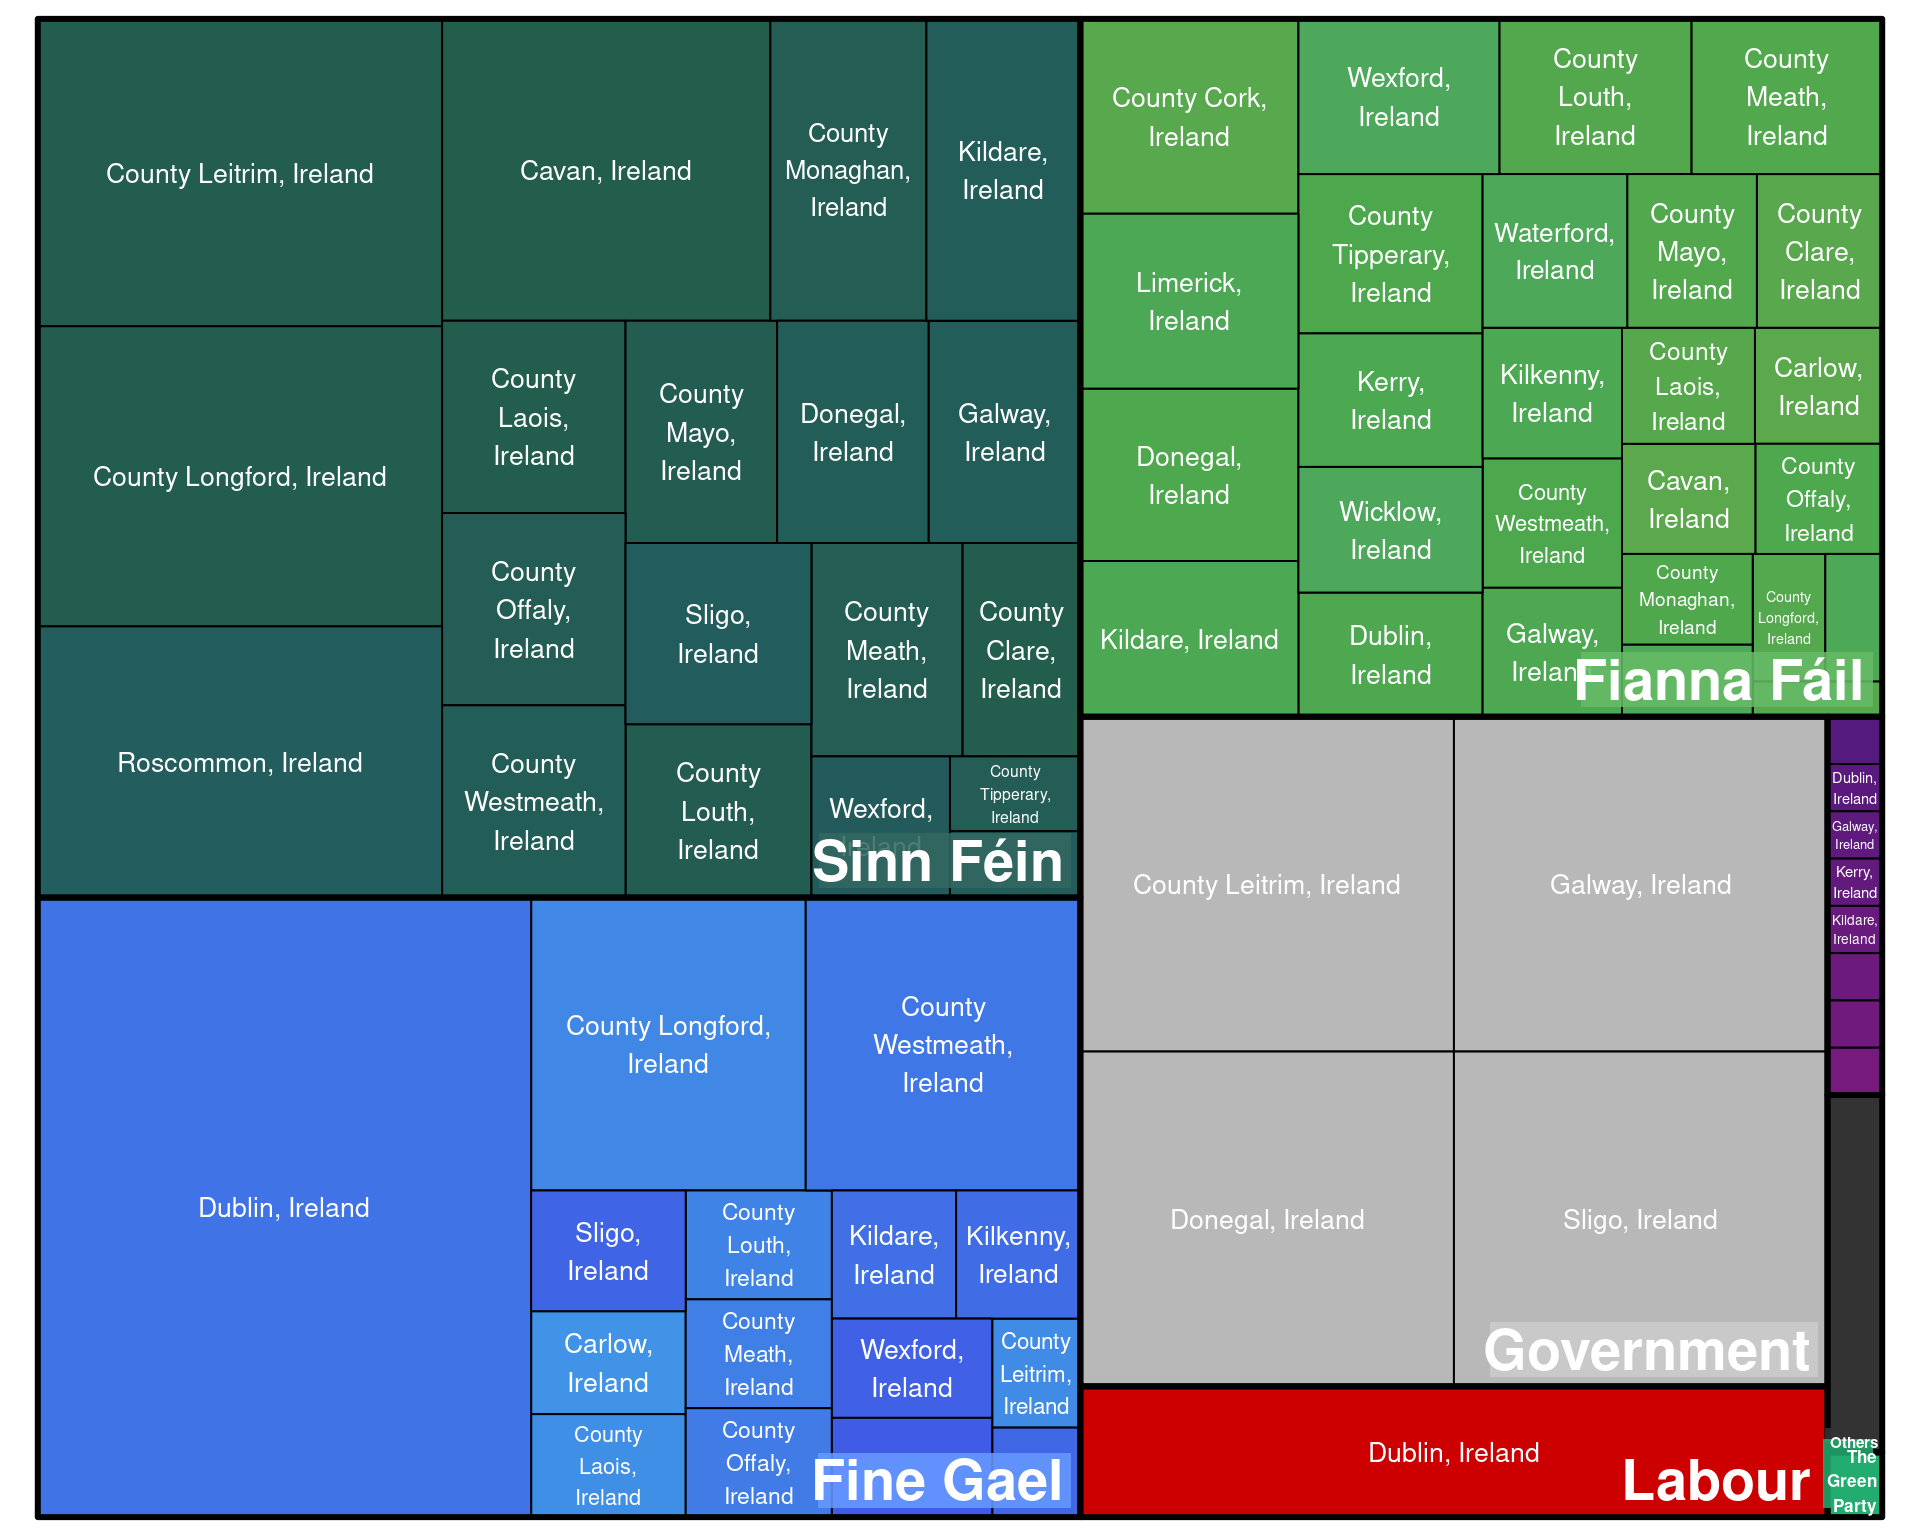 County Leitrim, Ireland
Cavan, Ireland
County
Monaghan,
Ireland
Kildare,
Ireland
County Longford, Ireland
County
Laois,
Ireland
County
Mayo,
Ireland
Donegal,
Ireland
Galway,
Ireland
Roscommon, Ireland
County
Offaly,
Ireland
Sligo,
Ireland
County
Meath,
Ireland
County
Clare,
Ireland
County
Westmeath,
Ireland
County
Louth,
Ireland
Wexford,
Ireland
County
Tipperary,
Ireland
Sinn Féin
County Cork,
Ireland
Wexford,
Ireland
County
Louth,
Ireland
County
Meath,
Ireland
Limerick,
Ireland
County
Tipperary,
Ireland
Waterford,
Ireland
County
Mayo,
Ireland
County
Clare,
Ireland
Donegal,
Ireland
Kerry,
Ireland
Kilkenny,
Ireland
County
Laois,
Ireland
Carlow,
Ireland
Wicklow,
Ireland
County
Westmeath,
Ireland
Cavan,
Ireland
County
Offaly,
Ireland
Kildare, Ireland
Dublin,
Ireland
Galway,
Ireland
County
Monaghan,
Ireland
County
Longford,
Ireland
Fianna Fáil
Dublin, Ireland
County Longford,
Ireland
County
Westmeath,
Ireland
Sligo,
Ireland
County
Louth,
Ireland
Kildare,
Ireland
Kilkenny,
Ireland
Carlow,
Ireland
County
Meath,
Ireland
Wexford,
Ireland
County
Leitrim,
Ireland
County
Laois,
Ireland
County
Offaly,
Ireland
Fine Gael
County Leitrim, Ireland
Galway, Ireland
Donegal, Ireland
Sligo, Ireland
Government
Dublin, Ireland
Labour
Dublin,
Ireland
Galway,
Ireland
Kerry,
Ireland
Kildare,
Ireland
Others
The
Green
Party